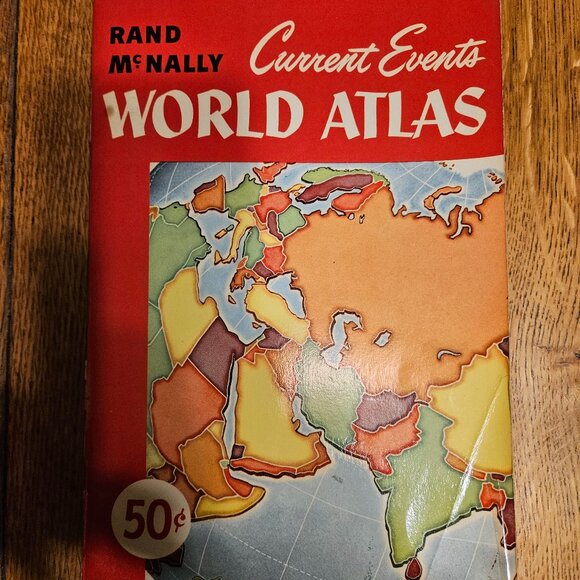 RAND
McNALLY
Current Events
WORLD ATLAS
50¢